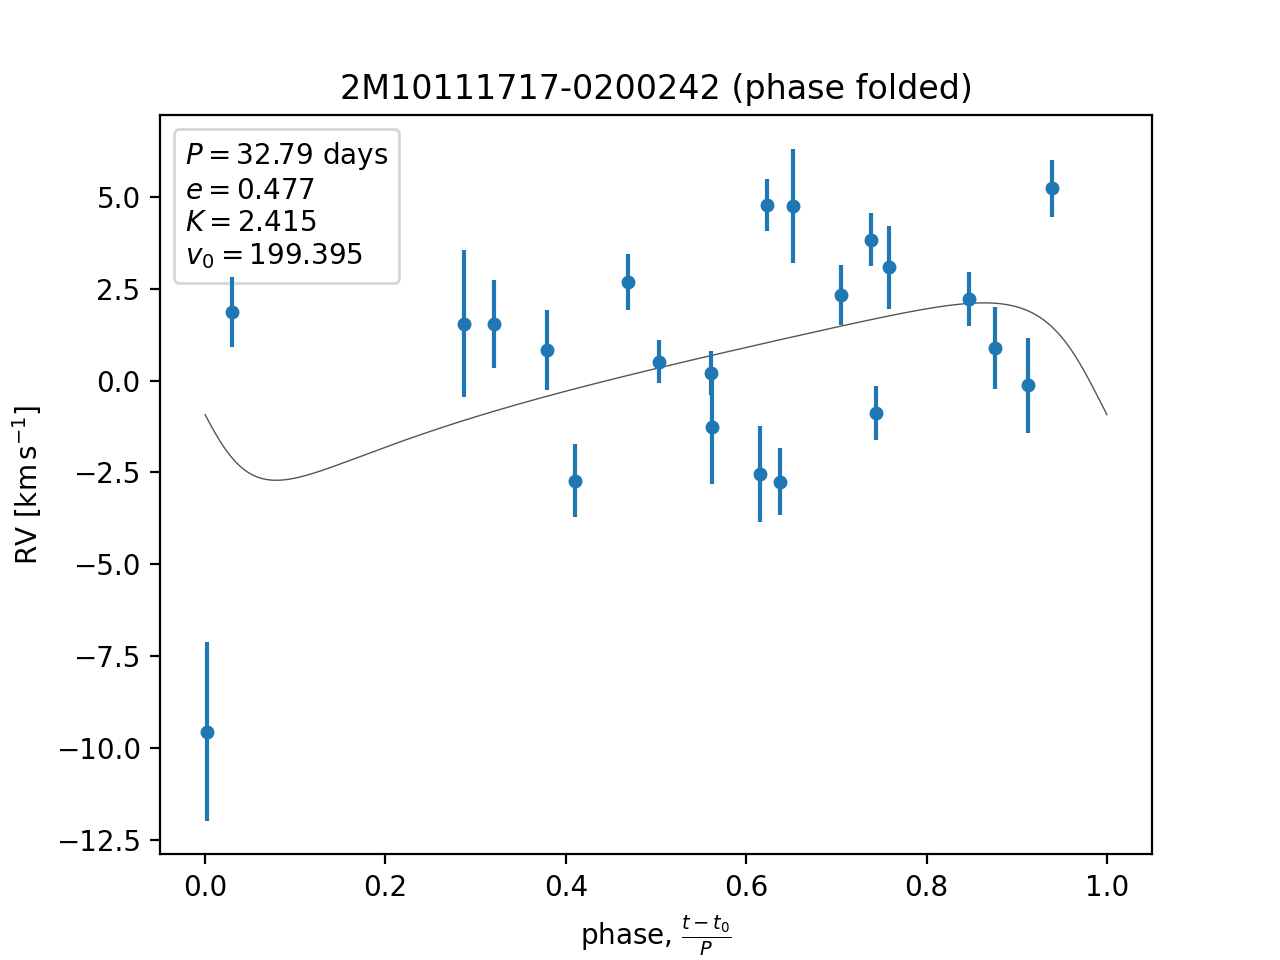 2M10111717-0200242 (phase folded)
P = 32.79 days
e = 0.477
K = 2.415
v₀ = 199.395
5.0
2.5
0.0
−2.5
−5.0
−7.5
−10.0
−12.5
RV [km s⁻¹]
0.0 0.2 0.4 0.6 0.8 1.0
phase, (t − t₀)/P